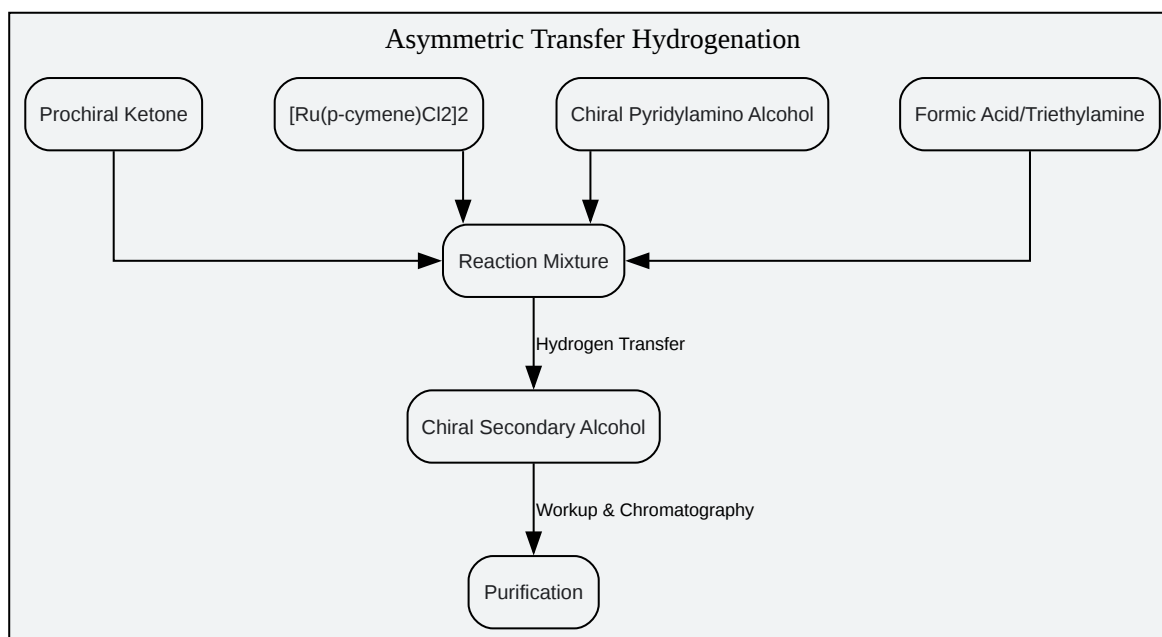 Asymmetric Transfer Hydrogenation
Prochiral Ketone
[Ru(p-cymene)Cl2]2
Chiral Pyridylamino Alcohol
Formic Acid/Triethylamine
Reaction Mixture
Hydrogen Transfer
Chiral Secondary Alcohol
Workup & Chromatography
Purification